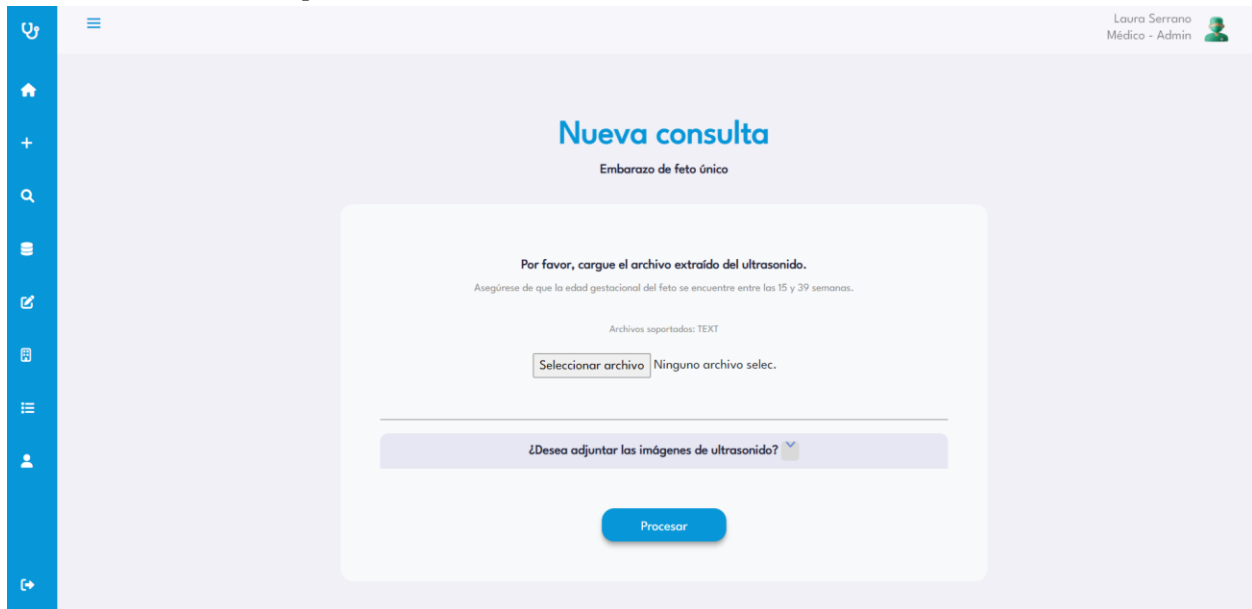 Laura Serrano
Médico - Admin
Nueva consulta
Embarazo de feto único
Por favor, cargue el archivo extraído del ultrasonido.
Asegúrese de que la edad gestacional del feto se encuentre entre las 15 y 39 semanas.
Archivos soportados: TEXT
Seleccionar archivo Ninguno archivo selec.
¿Desea adjuntar las imágenes de ultrasonido?
Procesar